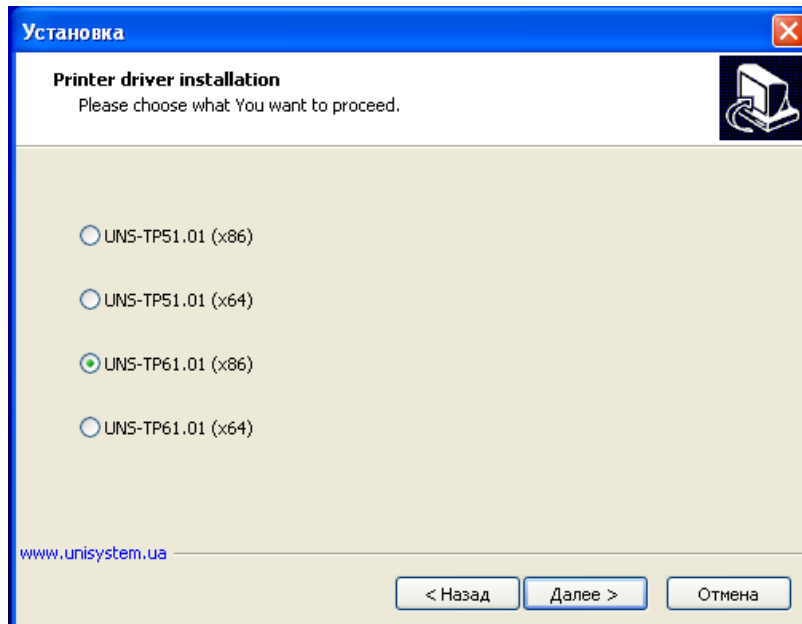 Установка
Printer driver installation
Please choose what You want to proceed.
UNS-TP51.01 (x86)
UNS-TP51.01 (x64)
UNS-TP61.01 (x86)
UNS-TP61.01 (x64)
www.unisystem.ua
< Назад
Далее >
Отмена